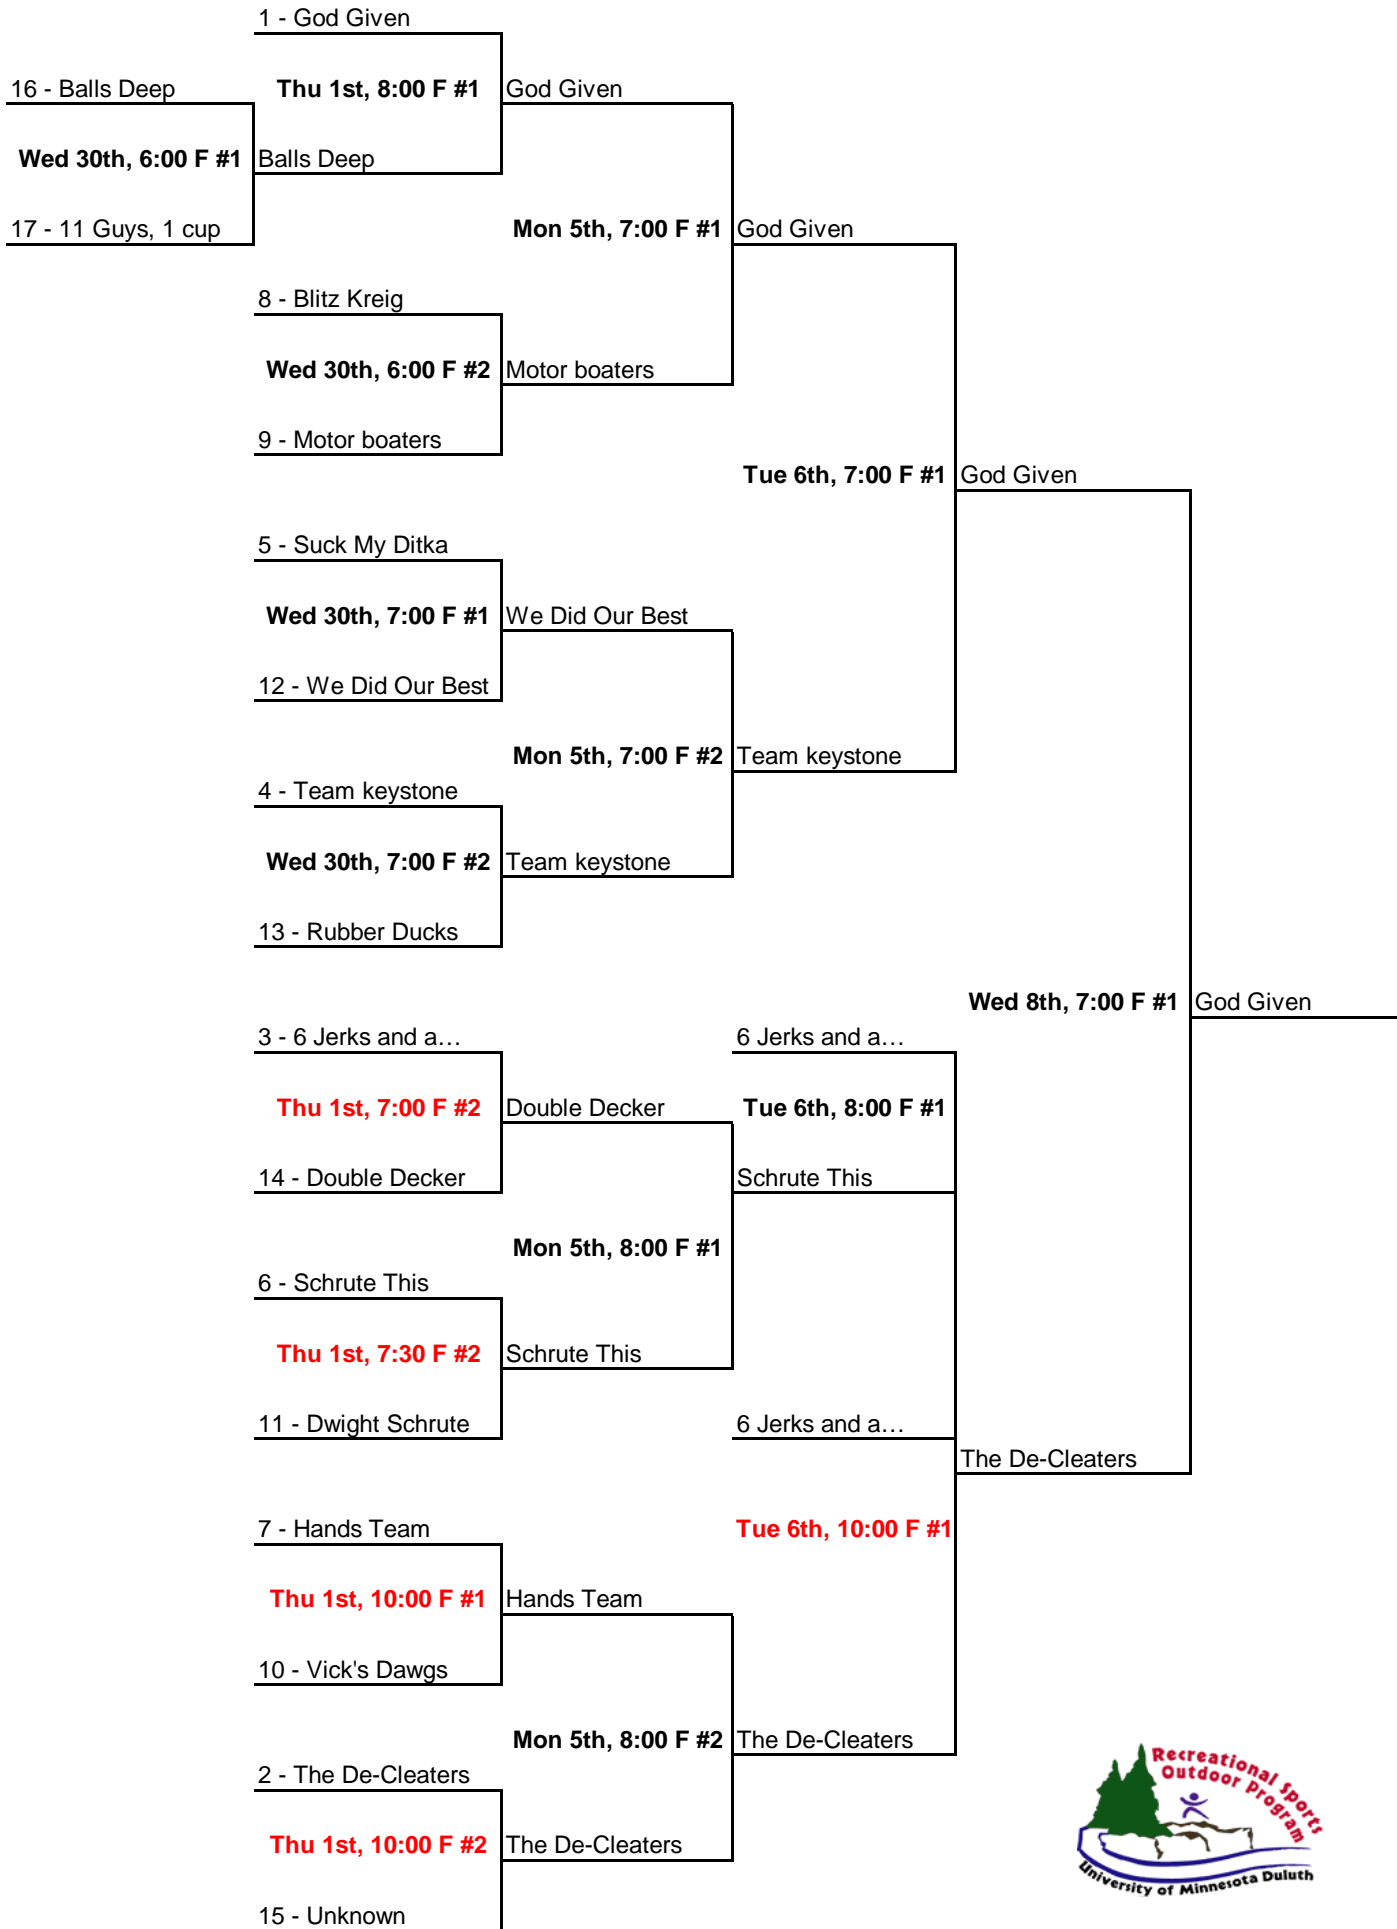 1 - God Given
16 - Balls Deep
Thu 1st, 8:00 F #1
God Given
Wed 30th, 6:00 F #1
Balls Deep
17 - 11 Guys, 1 cup
Mon 5th, 7:00 F #1
God Given
8 - Blitz Kreig
Wed 30th, 6:00 F #2
Motor boaters
9 - Motor boaters
Tue 6th, 7:00 F #1
God Given
5 - Suck My Ditka
Wed 30th, 7:00 F #1
We Did Our Best
12 - We Did Our Best
Mon 5th, 7:00 F #2
Team keystone
4 - Team keystone
Wed 30th, 7:00 F #2
Team keystone
13 - Rubber Ducks
Wed 8th, 7:00 F #1
God Given
3 - 6 Jerks and a…
6 Jerks and a…
Thu 1st, 7:00 F #2
Double Decker
Tue 6th, 8:00 F #1
14 - Double Decker
Schrute This
Mon 5th, 8:00 F #1
6 - Schrute This
Thu 1st, 7:30 F #2
Schrute This
11 - Dwight Schrute
6 Jerks and a…
The De-Cleaters
7 - Hands Team
Tue 6th, 10:00 F #1
Thu 1st, 10:00 F #1
Hands Team
10 - Vick's Dawgs
Mon 5th, 8:00 F #2
The De-Cleaters
2 - The De-Cleaters
Thu 1st, 10:00 F #2
The De-Cleaters
15 - Unknown
Recreational Sports
Outdoor Program
University of Minnesota Duluth